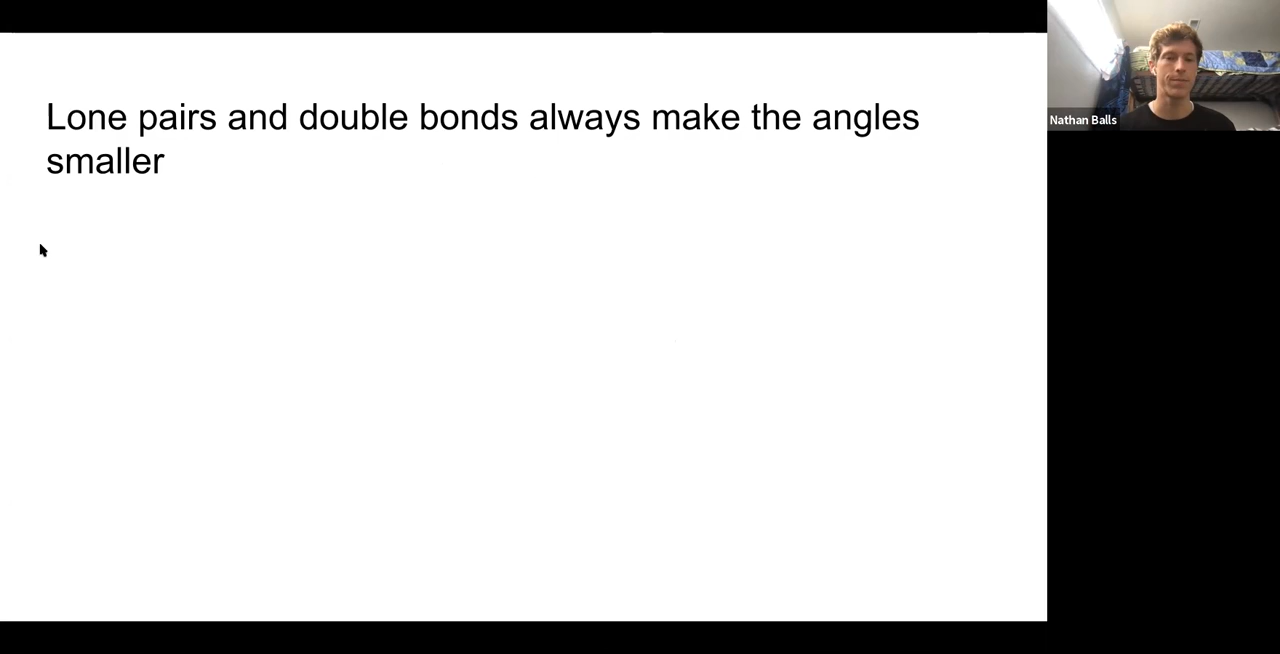 Lone pairs and double bonds always make the angles
smaller
Nathan Balls